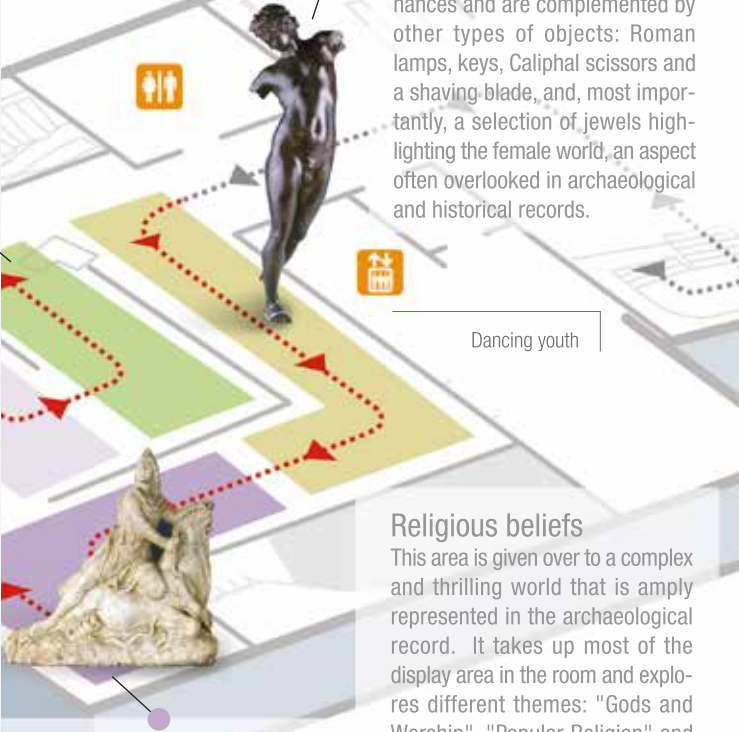 nances and are complemented by
other types of objects: Roman
lamps, keys, Caliphal scissors and
a shaving blade, and, most impor-
tantly, a selection of jewels high-
lighting the female world, an aspect
often overlooked in archaeological
and historical records.
Dancing youth
Religious beliefs
This area is given over to a complex
and thrilling world that is amply
represented in the archaeological
record. It takes up most of the
display area in the room and explo-
res different themes: "Gods and
Worship", "Popular Religion" and